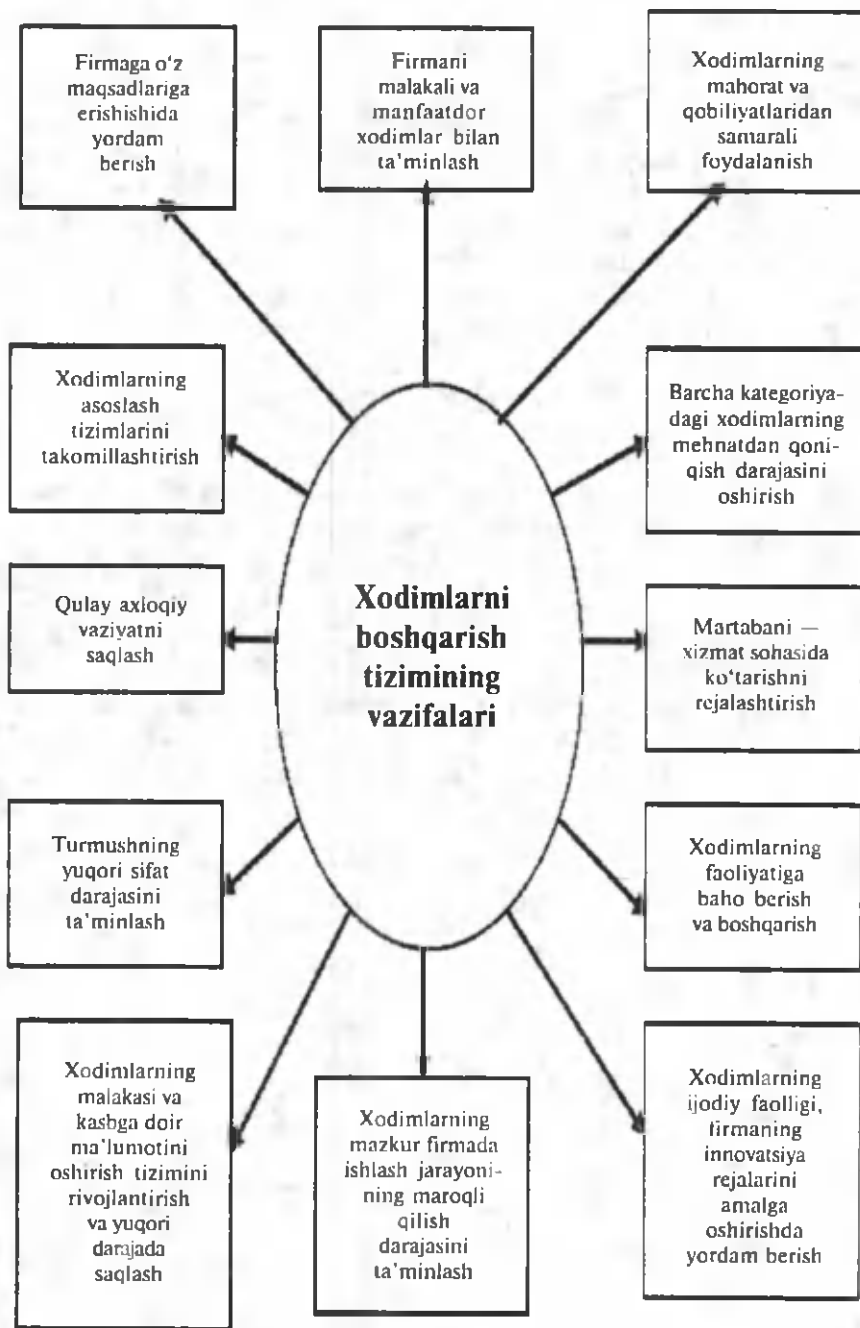 Firmaga o‘z
maqsadlariga
erishishida
yordam
berish
Firmani
malakali va
manfaatdor
xodimlar bilan
ta'minlash
Xodimlarning
mahorat va
qobiliyatlaridan
samarali
foydalanish
Xodimlarning
asoslash
tizimlarini
takomillashtirish
Barcha kategoriya-
dagi xodimlarning
mehnatdan qoni-
qish darajasini
oshirish
Qulay axloqiy
vaziyatni
saqlash
Xodimlarni
boshqarish
tizimining
vazifalari
Martabani —
xizmat sohasida
ko‘tarishni
rejalashtirish
Turmushning
yuqori sifat
darajasini
ta'minlash
Xodimlarning
faoliyatiga
baho berish
va boshqarish
Xodimlarning
malakasi va
kasbga doir
ma'lumotini
oshirish tizimini
rivojlantirish
va yuqori
darajada
saqlash
Xodimlarning
mazkur firmada
ishlash jarayoni-
ning maroqli
qilish
darajasini
ta'minlash
Xodimlarning
ijodiy faolligi,
firmaning
innovatsiya
rejalarini
amalga
oshirishda
yordam berish